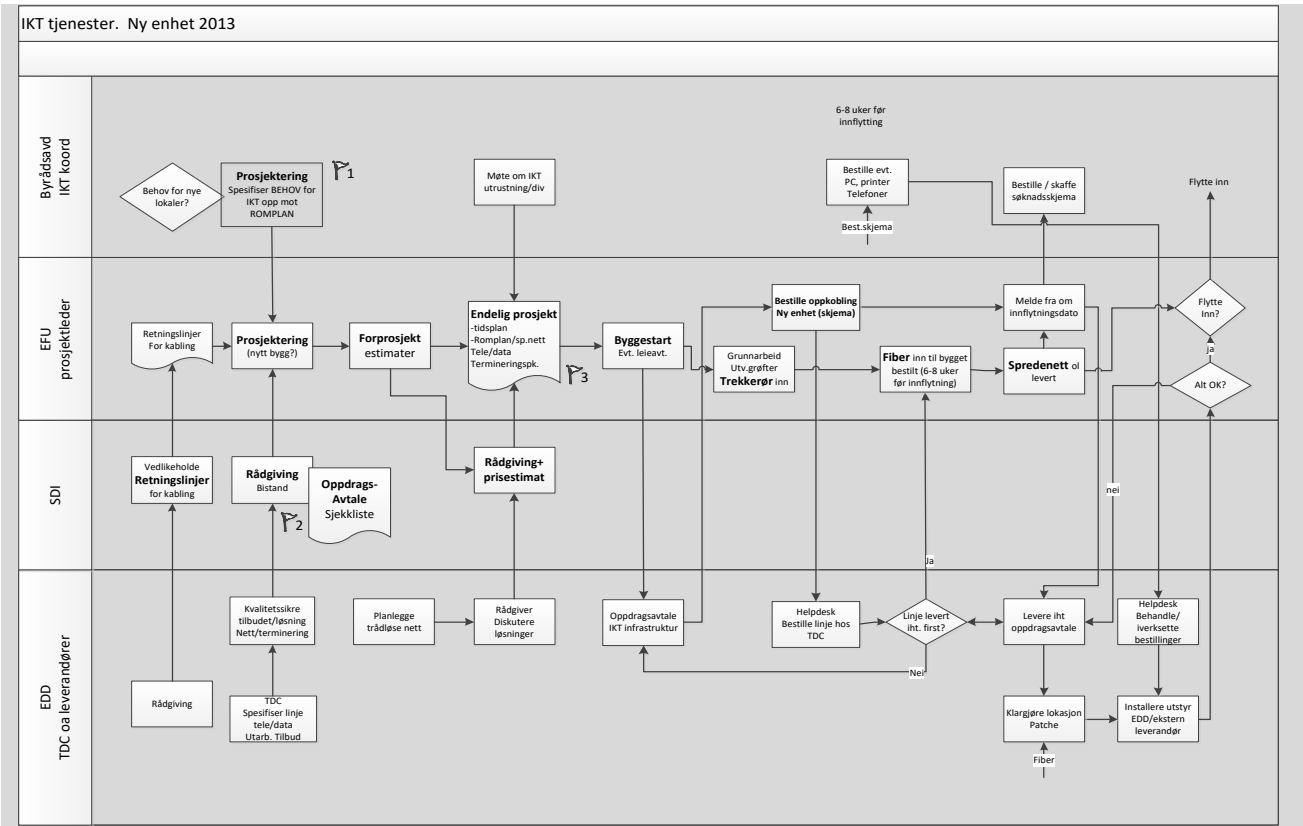 IKT tjenester.  Ny enhet 2013
Byrådsavd
IKT koord
6-8 uker før
innflytting
Behov for nye
lokaler?
Prosjektering
Spesifiser BEHOV for
IKT opp mot
ROMPLAN
1
Møte om IKT
utrustning/div
Bestille evt.
PC, printer
Telefoner
Best.skjema
Bestille / skaffe
søknadsskjema
Flytte inn
EFU
prosjektleder
Retningslinjer
For kabling
Prosjektering
(nytt bygg?)
Forprosjekt
estimater
Endelig prosjekt
-tidsplan
-Romplan/sp.nett
Tele/data
Termineringspk.
3
Byggestart
Evt. leieavt.
Grunnarbeid
Utv.grøfter
Trekkerør inn
Bestille oppkobling
Ny enhet (skjema)
Fiber inn til bygget
bestilt (6-8 uker
før innflytning)
Melde fra om
innflytningsdato
Spredenett ol
levert
Flytte
Inn?
ja
Alt OK?
SDI
Vedlikeholde
Retningslinjer
for kabling
Rådgiving
Bistand
2
Oppdrags-
Avtale
Sjekkliste
Rådgiving+
prisestimat
nei
Ja
EDD
TDC oa leverandører
Rådgiving
Kvalitetssikre
tilbudet/løsning
Nett/terminering
TDC
Spesifiser linje
tele/data
Utarb. Tilbud
Planlegge
trådløse nett
Rådgiver
Diskutere
løsninger
Oppdragsavtale
IKT infrastruktur
Helpdesk
Bestille linje hos
TDC
Linje levert
iht. first?
Nei
Levere iht
oppdragsavtale
Helpdesk
Behandle/
iverksette
bestillinger
Klargjøre lokasjon
Patche
Installere utstyr
EDD/ekstern
leverandør
Fiber